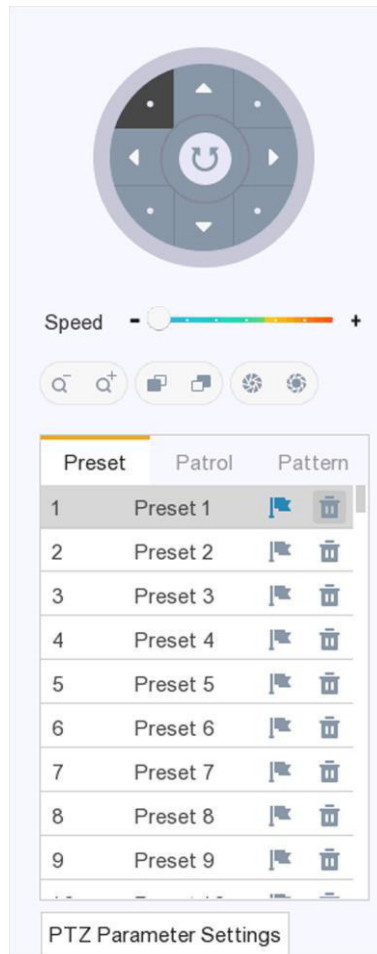 Speed - +
Preset Patrol Pattern
1 Preset 1
2 Preset 2
3 Preset 3
4 Preset 4
5 Preset 5
6 Preset 6
7 Preset 7
8 Preset 8
9 Preset 9
PTZ Parameter Settings